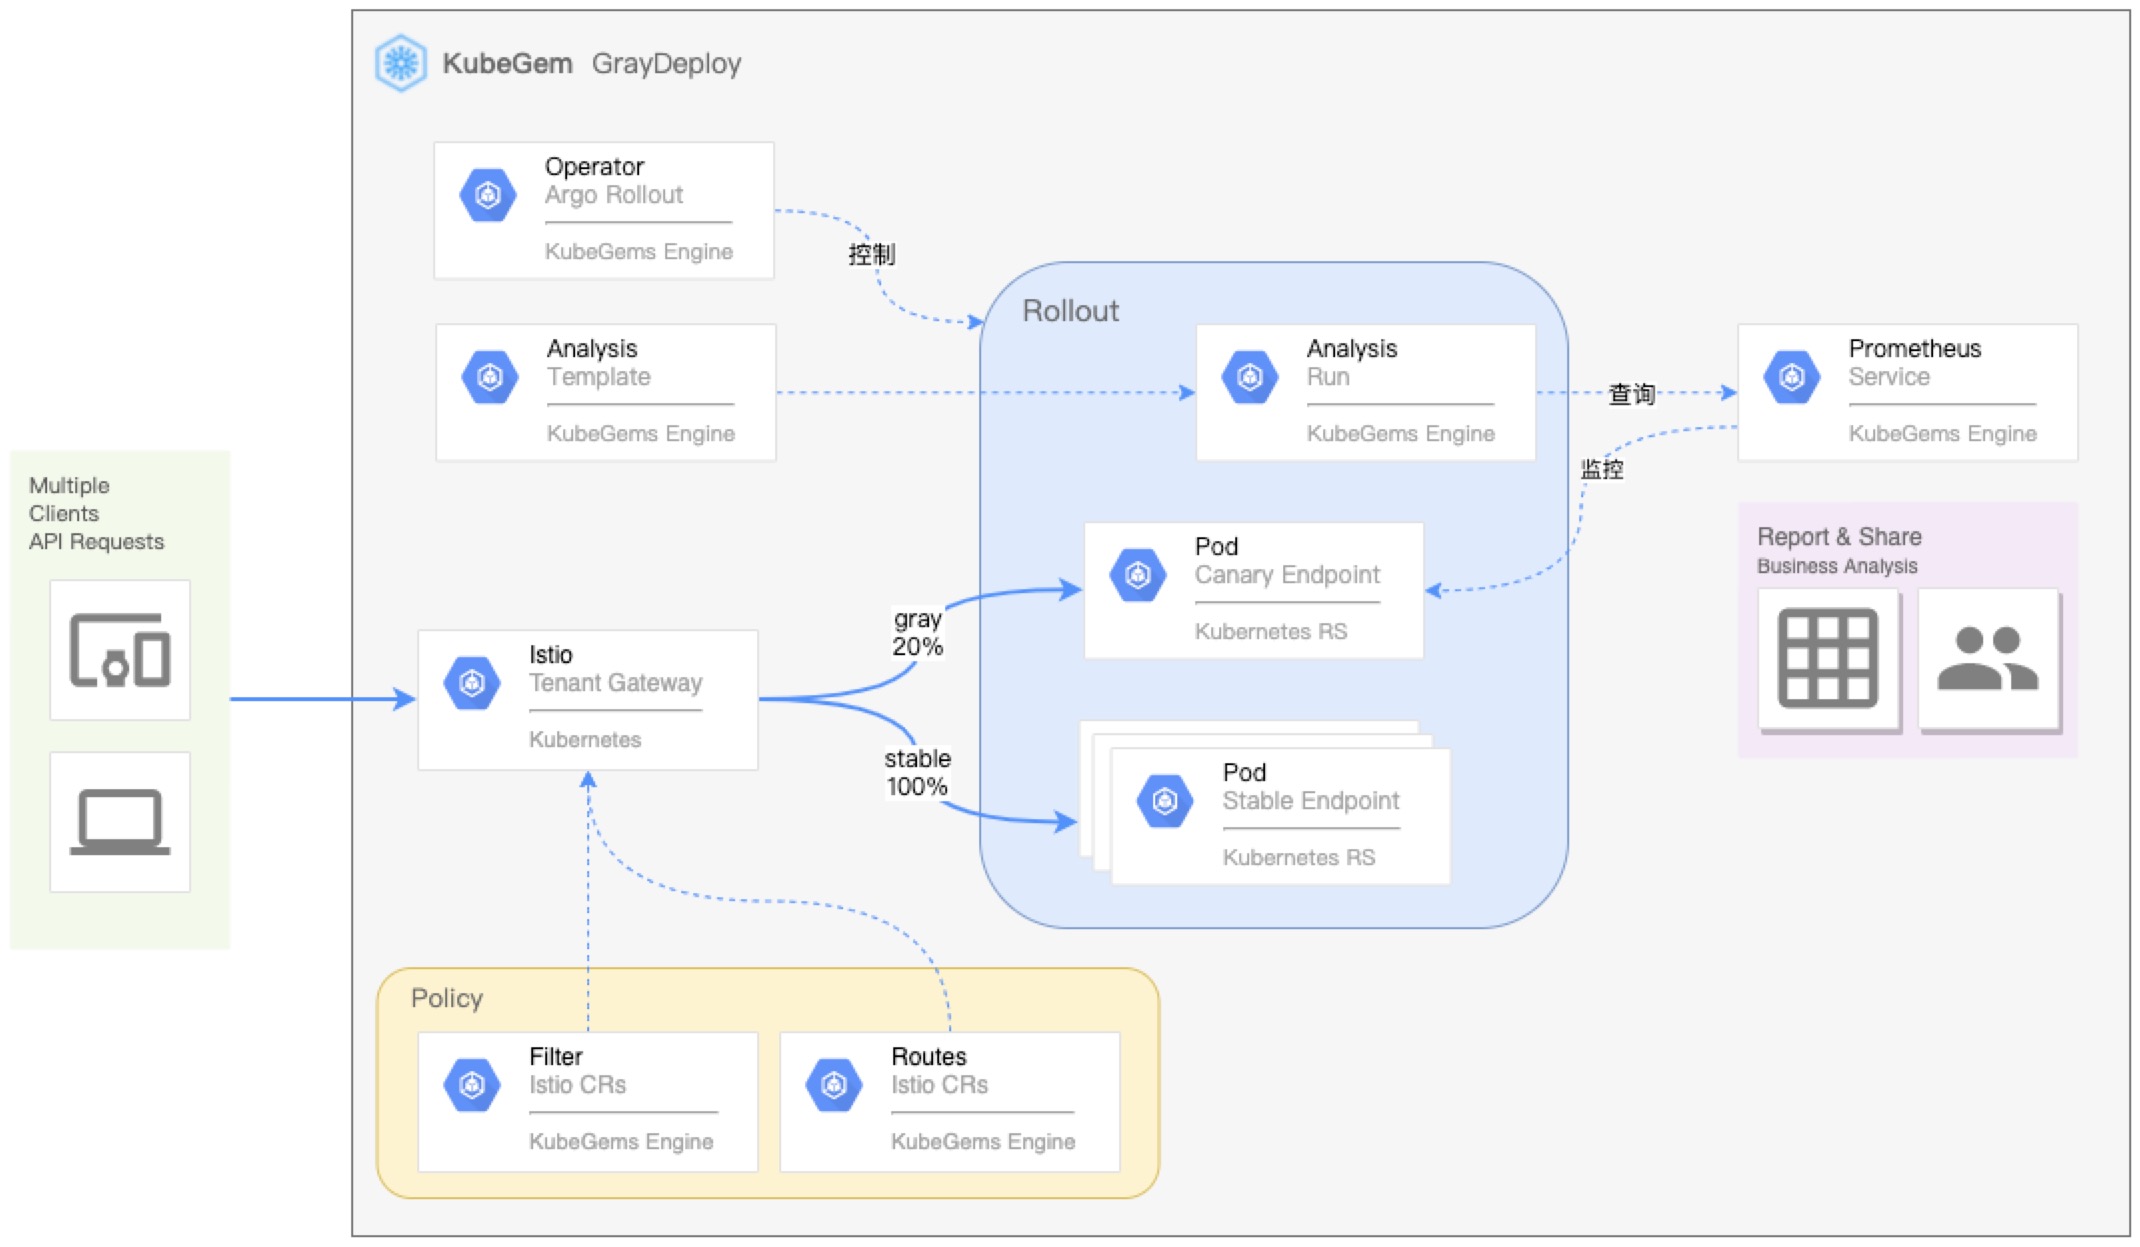 KubeGem GrayDeploy
Operator
Argo Rollout
KubeGems Engine
控制
Analysis
Template
KubeGems Engine
Rollout
Analysis
Run
KubeGems Engine
查询
Prometheus
Service
KubeGems Engine
监控
Multiple
Clients
API Requests
Istio
Tenant Gateway
Kubernetes
gray
20%
stable
100%
Pod
Canary Endpoint
Kubernetes RS
Pod
Stable Endpoint
Kubernetes RS
Report & Share
Business Analysis
Policy
Filter
Istio CRs
KubeGems Engine
Routes
Istio CRs
KubeGems Engine